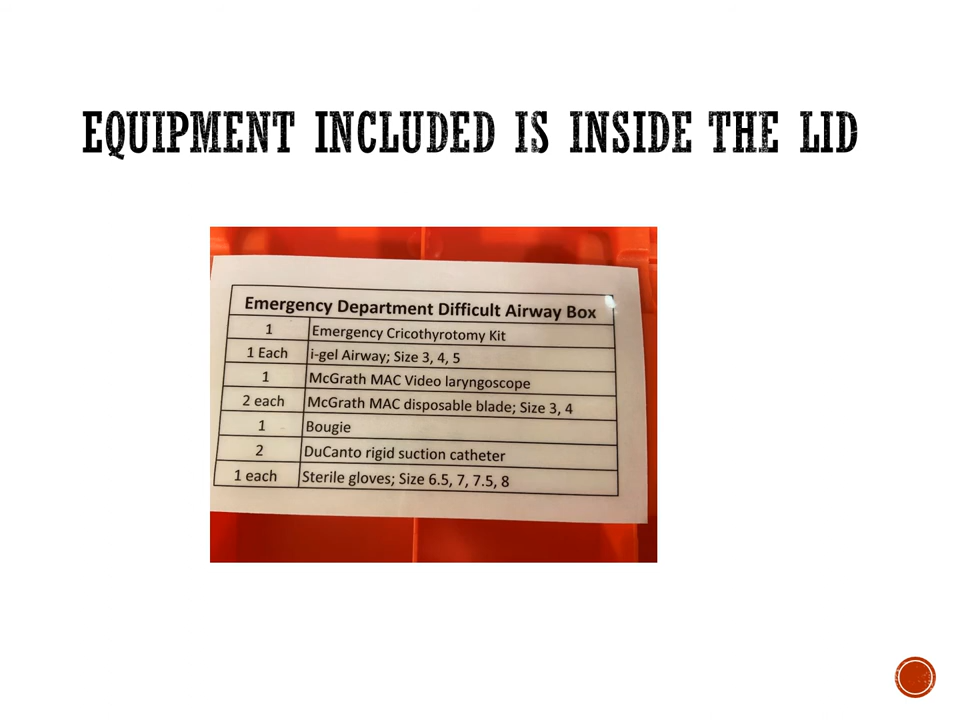 EQUIPMENT INCLUDED IS INSIDE THE LID
Emergency Department Difficult Airway Box
1 Emergency Cricothyrotomy Kit
1 Each i-gel Airway; Size 3, 4, 5
1 McGrath MAC Video laryngoscope
2 each McGrath MAC disposable blade; Size 3, 4
1 Bougie
2 DuCanto rigid suction catheter
1 each Sterile gloves; Size 6.5, 7, 7.5, 8